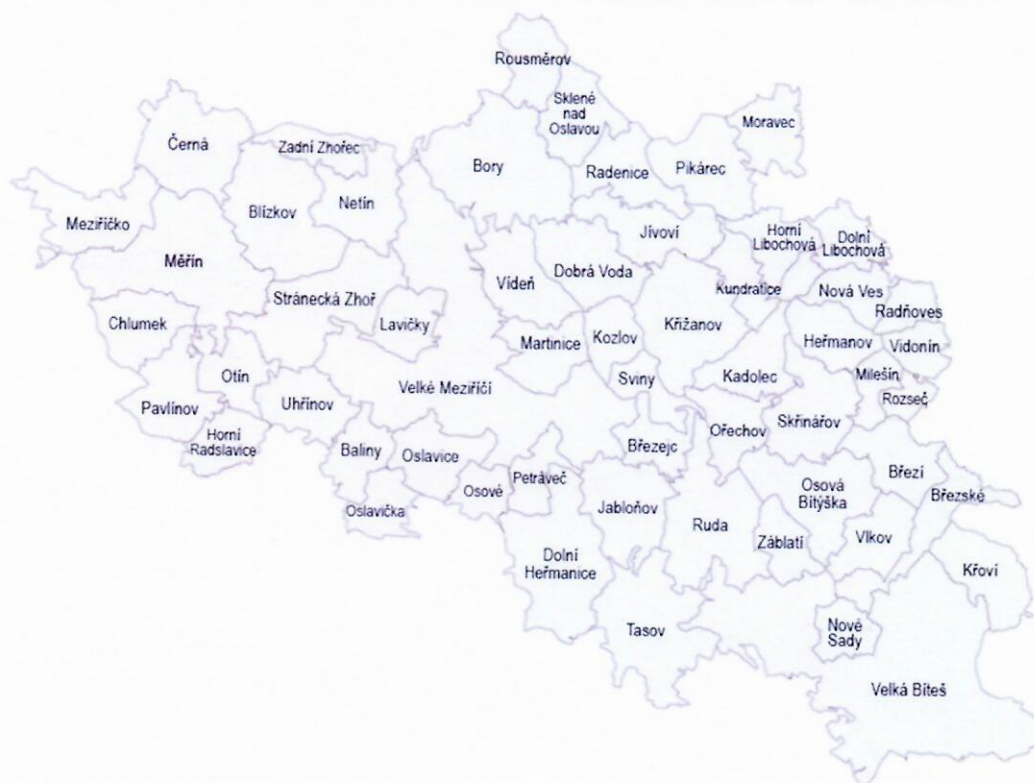 Rousměrov
Sklené
nad
Oslavou
Moravec
Černá
Zadní Zhořec
Bory
Radenice
Pikárec
Meziříčko
Blízkov
Netín
Jívoví
Horní
Libochová
Dolní
Libochová
Měřín
Vídeň
Dobrá Voda
Kundratice
Nová Ves
Radňoves
Stránecká Zhoř
Lavičky
Chlumek
Martinice
Kozlov
Křižanov
Heřmanov
Vidonín
Otín
Velké Meziříčí
Sviny
Kadolec
Milešín
Rozseč
Pavlínov
Uhřínov
Horní
Radslavice
Baliny
Oslavice
Březejc
Ořechov
Skřinářov
Osové
Petráveč
Oslavička
Jabloňov
Ruda
Osová
Bítýška
Březí
Březské
Dolní
Heřmanice
Záblatí
Vlkov
Křoví
Tasov
Nové
Sady
Velká Bíteš